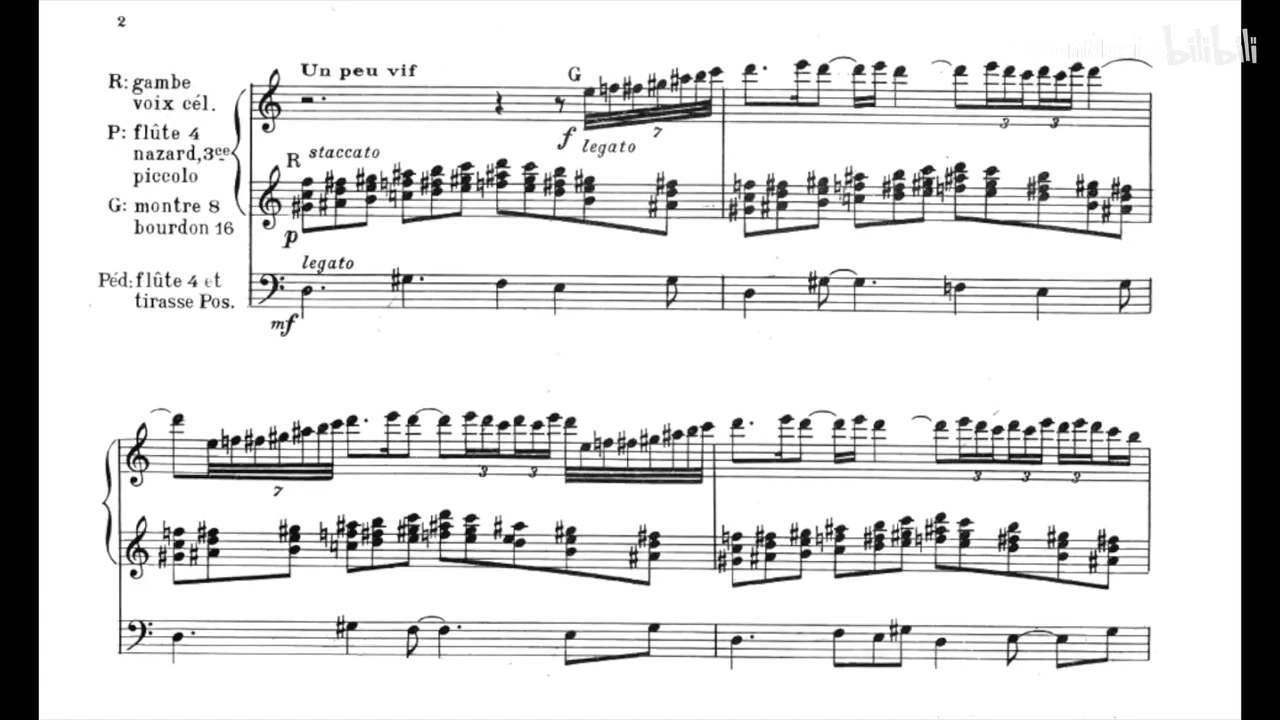 2
Un peu vif
G
R: gambe
voix cél.
P: flûte 4
nazard, 3ce
piccolo
G: montre 8
bourdon 16
Péd: flûte 4 et
tirasse Pos.
f legato
7
3
3
R staccato
p
legato
mf
7
3
3
3
3
3
bilibili